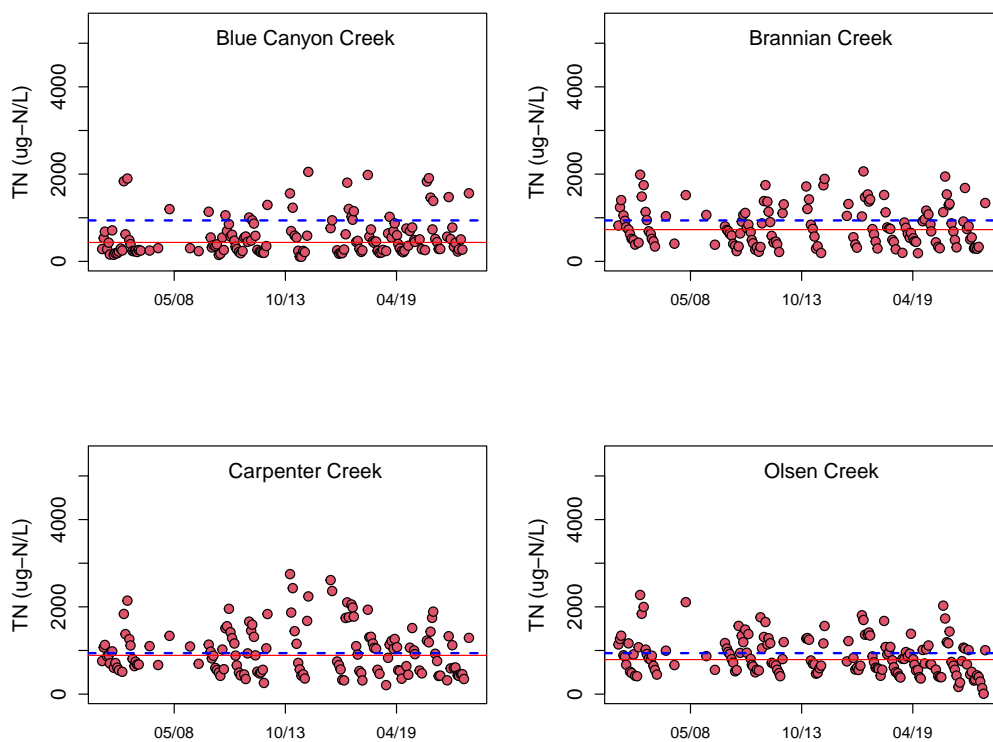 Blue Canyon Creek
TN (ug−N/L)
0 2000 4000
05/08 10/13 04/19
Brannian Creek
TN (ug−N/L)
0 2000 4000
05/08 10/13 04/19
Carpenter Creek
TN (ug−N/L)
0 2000 4000
05/08 10/13 04/19
Olsen Creek
TN (ug−N/L)
0 2000 4000
05/08 10/13 04/19